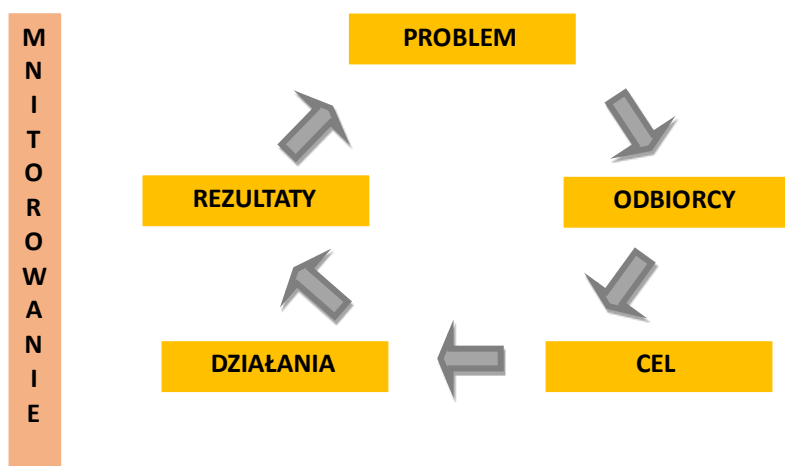 MNITOROWANIE
PROBLEM
ODBIORCY
CEL
DZIAŁANIA
REZULTATY